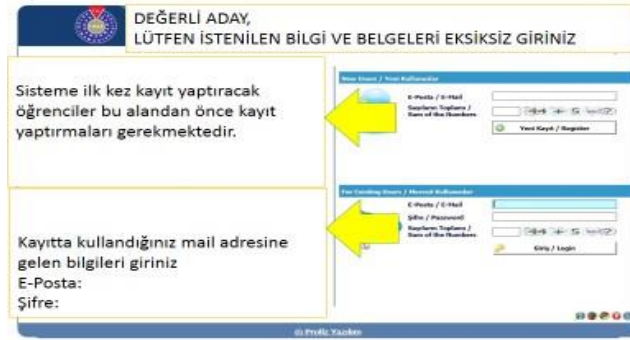 DEĞERLİ ADAY,
LÜTFEN İSTENİLEN BİLGİ VE BELGELERİ EKSİKSİZ GİRİNİZ
Sisteme ilk kez kayıt yaptıracak
öğrenciler bu alandan önce kayıt
yaptırmaları gerekmektedir.
New Users / Yeni Kullanıcılar
E-Posta / E-Mail
Sayıların Toplamı /
Sum of the Numbers
Yeni Kayıt / Register
Kayıtta kullandığınız mail adresine
gelen bilgileri giriniz
E-Posta:
Şifre:
For Existing Users / Mevcut Kullanıcılar
E-Posta / E-Mail
Şifre / Password
Sayıların Toplamı /
Sum of the Numbers
Giriş / Login
Proliz Yazılım